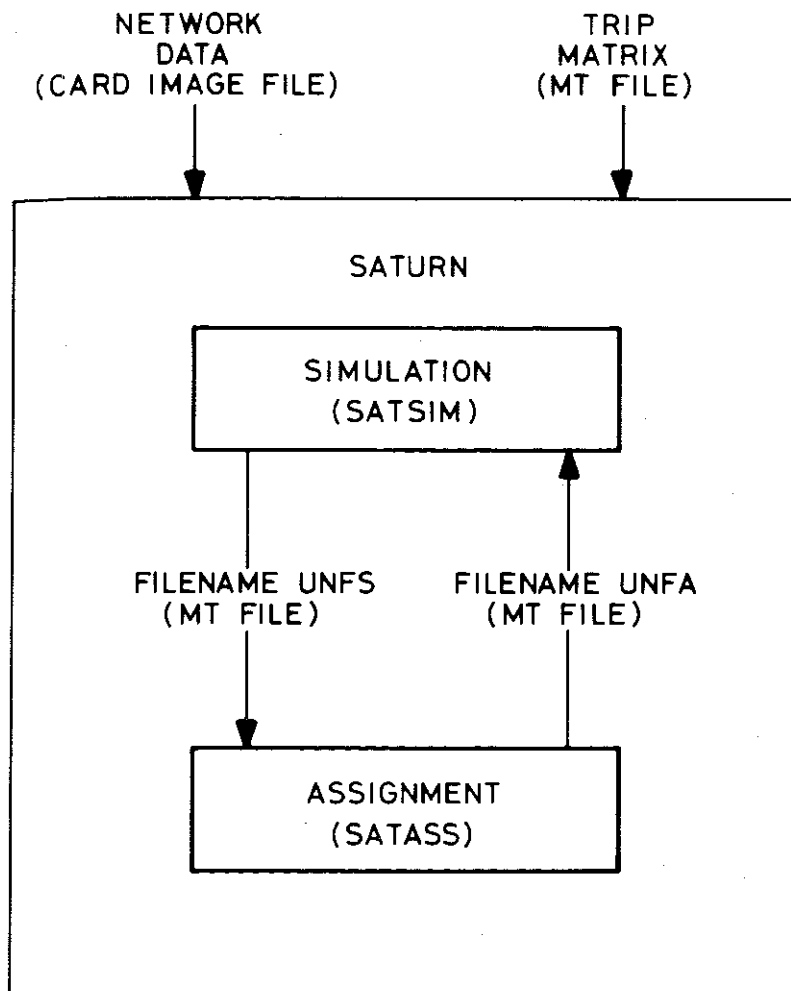 NETWORK
DATA
(CARD IMAGE FILE)
TRIP
MATRIX
(MT FILE)
SATURN
SIMULATION
(SATSIM)
FILENAME UNFS
(MT FILE)
FILENAME UNFA
(MT FILE)
ASSIGNMENT
(SATASS)